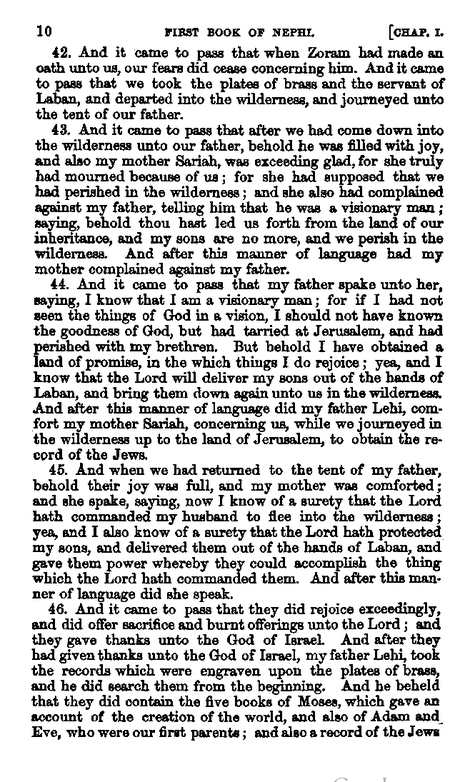 10 FIRST BOOK OF NEPHI. [CHAP. I.
42. And it came to pass that when Zoram had made an
oath unto us, our fears did cease concerning him. And it came
to pass that we took the plates of brass and the servant of
Laban, and departed into the wilderness, and journeyed unto
the tent of our father.
43. And it came to pass that after we had come down into
the wilderness unto our father, behold he was filled with joy,
and also my mother Sariah, was exceeding glad, for she truly
had mourned because of us; for she had supposed that we
had perished in the wilderness; and she also had complained
against my father, telling him that he was a visionary man;
saying, behold thou hast led us forth from the land of our
inheritance, and my sons are no more, and we perish in the
wilderness. And after this manner of language had my
mother complained against my father.
44. And it came to pass that my father spake unto her,
saying, I know that I am a visionary man; for if I had not
seen the things of God in a vision, I should not have known
the goodness of God, but had tarried at Jerusalem, and had
perished with my brethren. But behold I have obtained a
land of promise, in the which things I do rejoice; yea, and I
know that the Lord will deliver my sons out of the hands of
Laban, and bring them down again unto us in the wilderness.
And after this manner of language did my father Lehi, com-
fort my mother Sariah, concerning us, while we journeyed in
the wilderness up to the land of Jerusalem, to obtain the re-
cord of the Jews.
45. And when we had returned to the tent of my father,
behold their joy was full, and my mother was comforted;
and she spake, saying, now I know of a surety that the Lord
hath commanded my husband to flee into the wilderness;
yea, and I also know of a surety that the Lord hath protected
my sons, and delivered them out of the hands of Laban, and
gave them power whereby they could accomplish the thing
which the Lord hath commanded them. And after this man-
ner of language did she speak.
46. And it came to pass that they did rejoice exceedingly,
and did offer sacrifice and burnt offerings unto the Lord; and
they gave thanks unto the God of Israel. And after they
had given thanks unto the God of Israel, my father Lehi, took
the records which were engraven upon the plates of brass,
and he did search them from the beginning. And he beheld
that they did contain the five books of Moses, which gave an
account of the creation of the world, and also of Adam and
Eve, who were our first parents; and also a record of the Jews